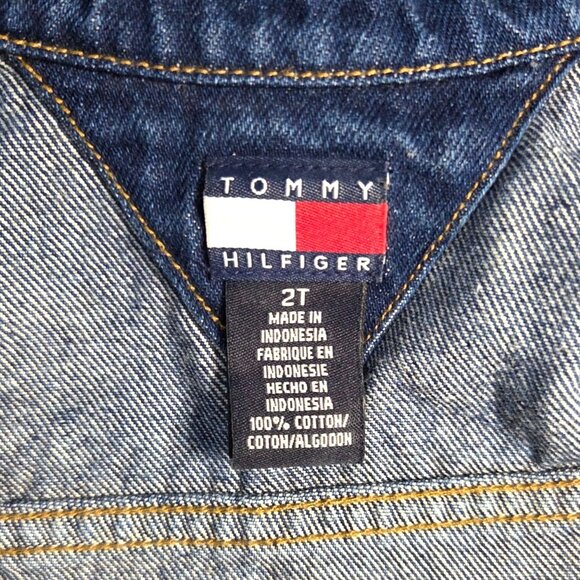 TOMMY
HILFIGER
2T
MADE IN
INDONESIA
FABRIQUE EN
INDONESIE
HECHO EN
INDONESIA
100% COTTON/
COTON/ALGODON